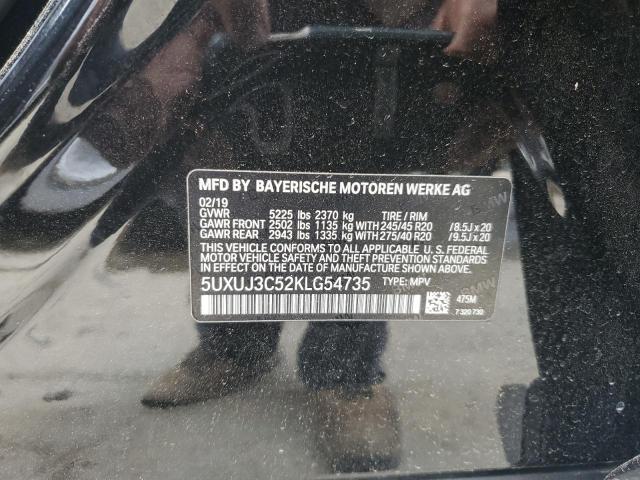 MFD BY BAYERISCHE MOTOREN WERKE AG
02/19
GVWR 5225 lbs 2370 kg TIRE / RIM
GAWR FRONT 2502 lbs 1135 kg WITH 245/45 R20 / 8.5J x 20
GAWR REAR 2943 lbs 1335 kg WITH 275/40 R20 / 9.5J x 20
THIS VEHICLE CONFORMS TO ALL APPLICABLE U. S. FEDERAL
MOTOR VEHICLE SAFETY, BUMPER, AND THEFT PREVENTION
STANDARDS IN EFFECT ON THE DATE OF MANUFACTURE
SHOWN ABOVE.
5UXUJ3C52KLG54735 TYPE: MPV
475M
7 320 730